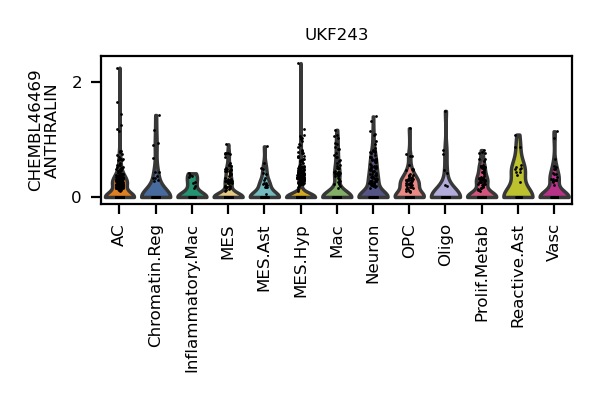 UKF243
CHEMBL46469
ANTHRALIN
2
0
AC
Chromatin.Reg
Inflammatory.Mac
MES
MES.Ast
MES.Hyp
Mac
Neuron
OPC
Oligo
Prolif.Metab
Reactive.Ast
Vasc